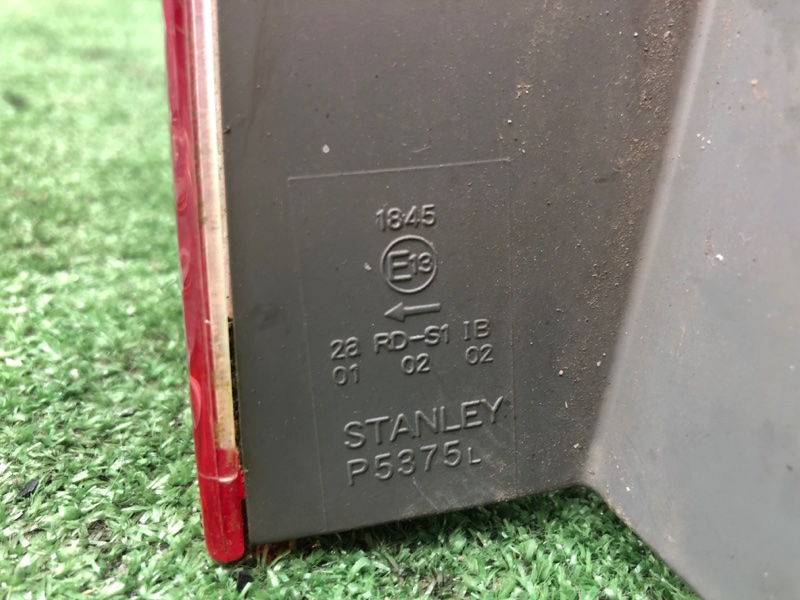 1845
E13
←
2a RD-S1 IB
01 02 02
STANLEY
P5375L